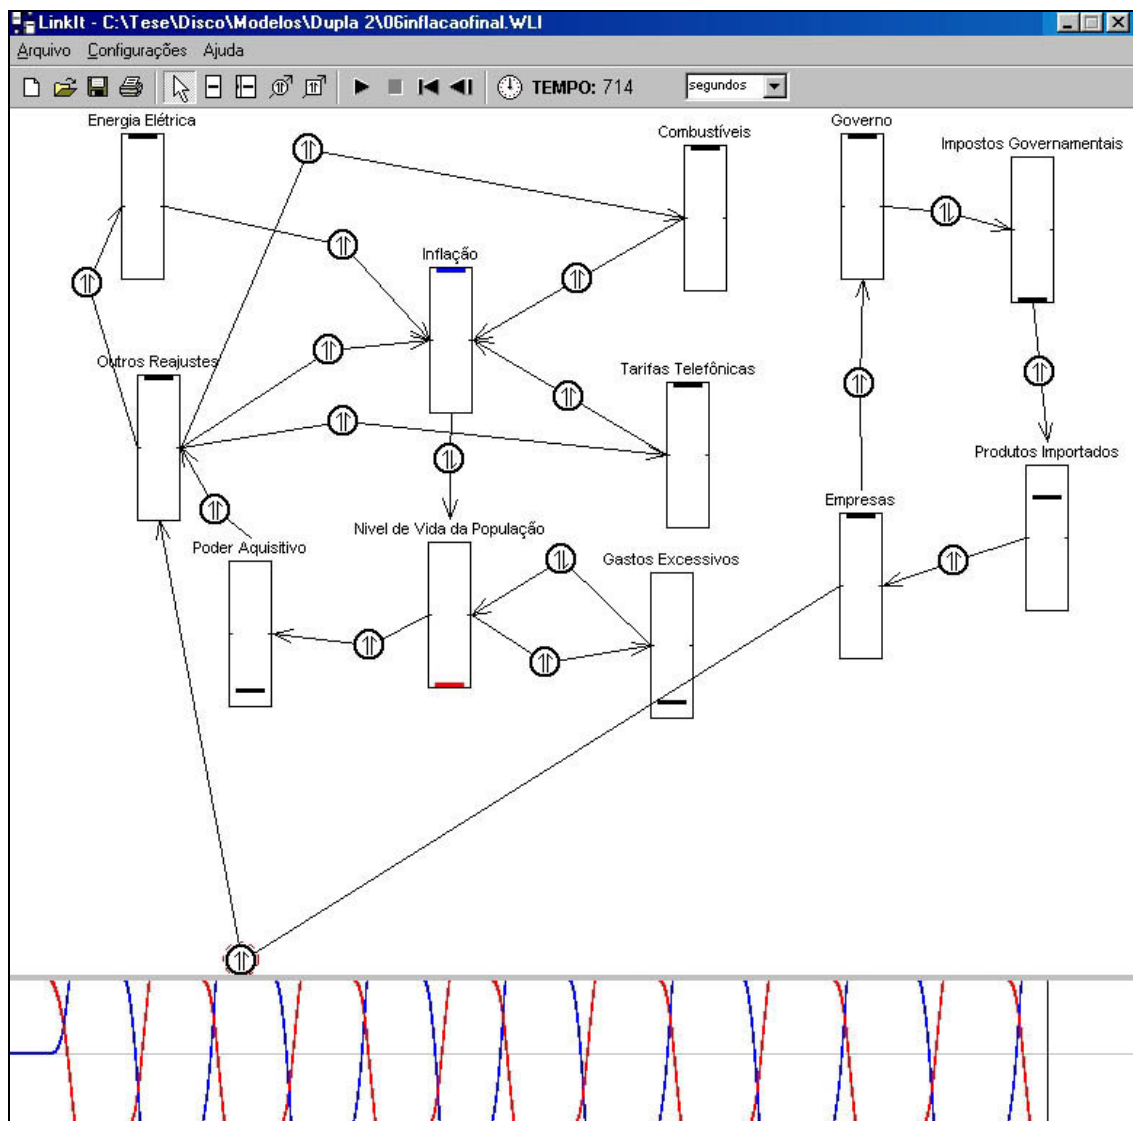 LinkIt - C:\Tese\Disco\Modelos\Dupla 2\06inflacaofinal.WLI
Arquivo Configurações Ajuda
TEMPO: 714 segundos
Energia Elétrica
Combustíveis
Governo
Impostos Governamentais
Inflação
Outros Reajustes
Tarifas Telefônicas
Produtos Importados
Empresas
Nivel de Vida da População
Poder Aquisitivo
Gastos Excessivos